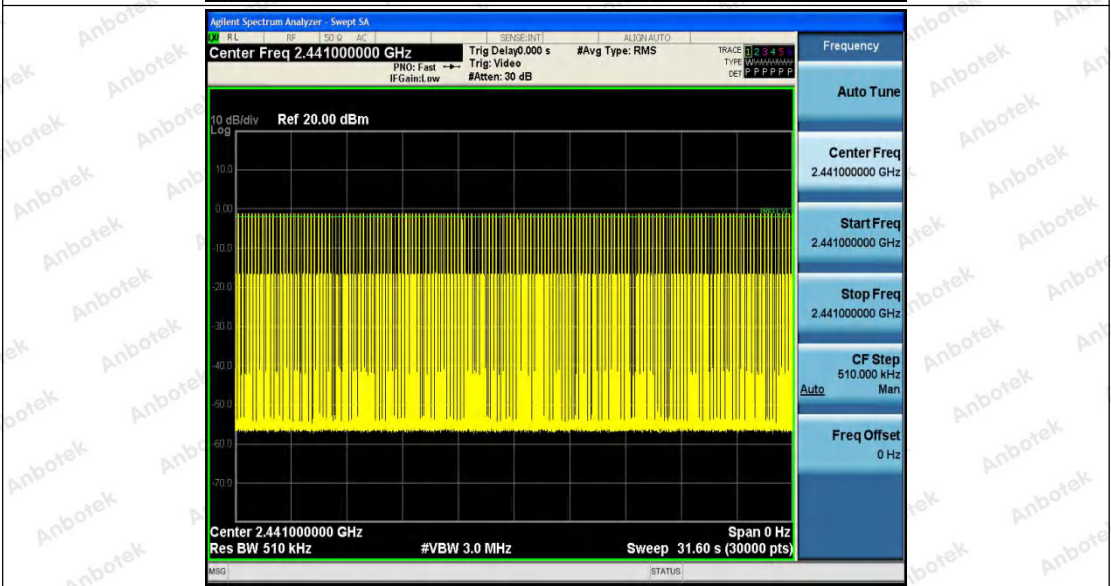 Agilent Spectrum Analyzer - Swept SA
RL RF 50 Ω AC SENSE:INT ALIGN AUTO
Center Freq 2.441000000 GHz
PNO: Fast
IFGain:Low
Trig Delay0.000 s
Trig: Video
#Atten: 30 dB
#Avg Type: RMS
TRACE 1 2 3 4 5 6
TYPE
DET P P P P P P
10 dB/div Ref 20.00 dBm
Log
10.0
0.00
-10.0
-20.0
-30.0
-40.0
-50.0
-60.0
-70.0
Center 2.441000000 GHz
Span 0 Hz
Res BW 510 kHz
#VBW 3.0 MHz
Sweep 31.60 s (30000 pts)
MSG
STATUS
Frequency
Auto Tune
Center Freq
2.441000000 GHz
Start Freq
2.441000000 GHz
Stop Freq
2.441000000 GHz
CF Step
510.000 kHz
Auto Man
Freq Offset
0 Hz
Anbotek